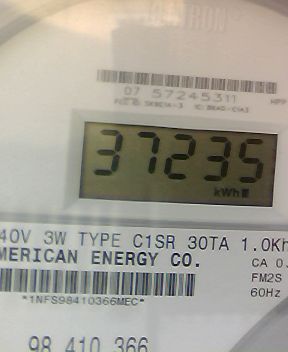 ITRON®
07 57245311
37235
kWh
40V 3W TYPE C1SR 30TA 1.0Kh
MERICAN ENERGY CO.
CA 0.
FM2S
60Hz
*1NFS98410366MEC*
98 410 366